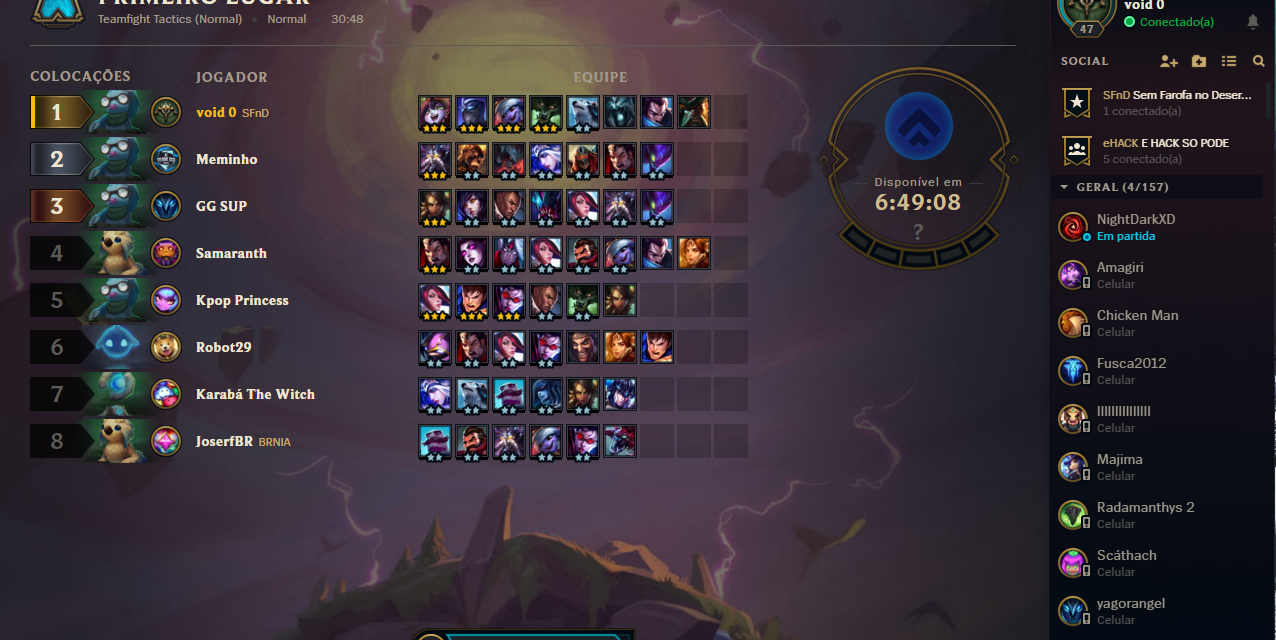 PRIMEIRO LUGAR
Teamfight Tactics (Normal) • Normal • 30:48
COLOCAÇÕES JOGADOR EQUIPE
1 void 0 SFnD
2 Meminho
3 GG SUP
4 Samaranth
5 Kpop Princess
6 Robot29
7 Karabá The Witch
8 JoserfBR BRNIA
Disponível em
6:49:08
?
void 0
47
Conectado(a)
SOCIAL
SFnD Sem Farofa no Deser...
1 conectado(a)
eHACK E HACK SO PODE
5 conectado(a)
GERAL (4/157)
NightDarkXD
Em partida
Amagiri
Celular
Chicken Man
Celular
Fusca2012
Celular
Celular
Majima
Celular
Radamanthys 2
Celular
Scáthach
Celular
yagorangel
Celular